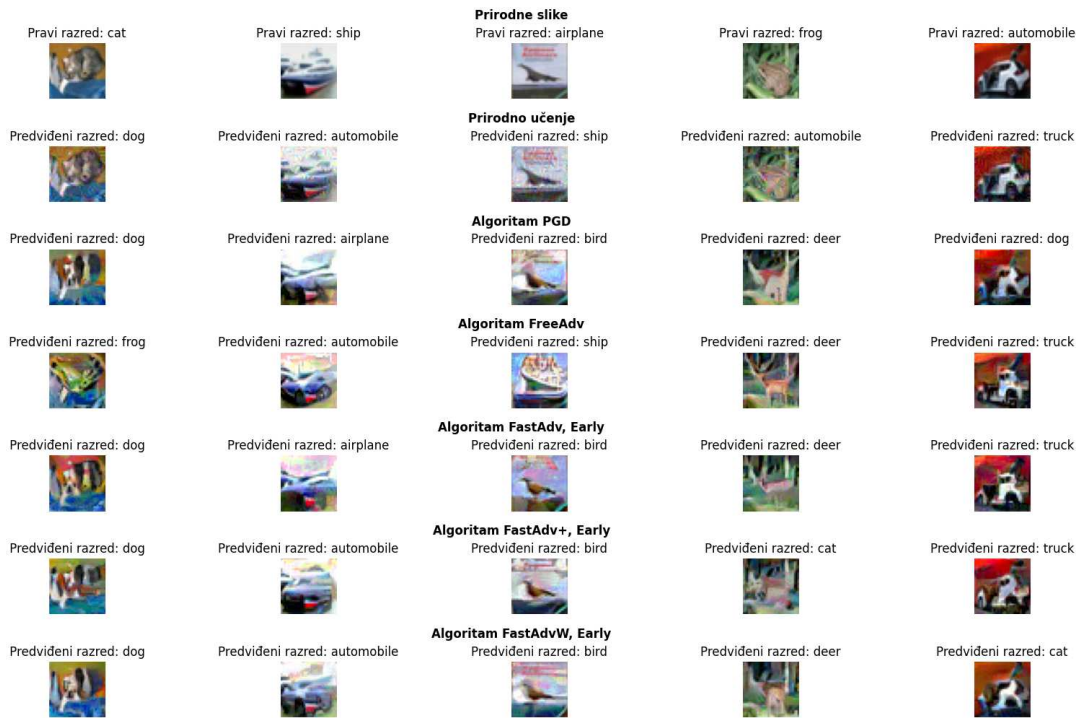 Prirodne slike
Pravi razred: cat Pravi razred: ship Pravi razred: airplane Pravi razred: frog Pravi razred: automobile
Prirodno učenje
Predviđeni razred: dog Predviđeni razred: automobile Predviđeni razred: ship Predviđeni razred: automobile Predviđeni razred: truck
Algoritam PGD
Predviđeni razred: dog Predviđeni razred: airplane Predviđeni razred: bird Predviđeni razred: deer Predviđeni razred: dog
Algoritam FreeAdv
Predviđeni razred: frog Predviđeni razred: automobile Predviđeni razred: ship Predviđeni razred: deer Predviđeni razred: truck
Algoritam FastAdv, Early
Predviđeni razred: dog Predviđeni razred: airplane Predviđeni razred: bird Predviđeni razred: deer Predviđeni razred: truck
Algoritam FastAdv+, Early
Predviđeni razred: dog Predviđeni razred: automobile Predviđeni razred: bird Predviđeni razred: cat Predviđeni razred: truck
Algoritam FastAdvW, Early
Predviđeni razred: dog Predviđeni razred: automobile Predviđeni razred: bird Predviđeni razred: deer Predviđeni razred: cat